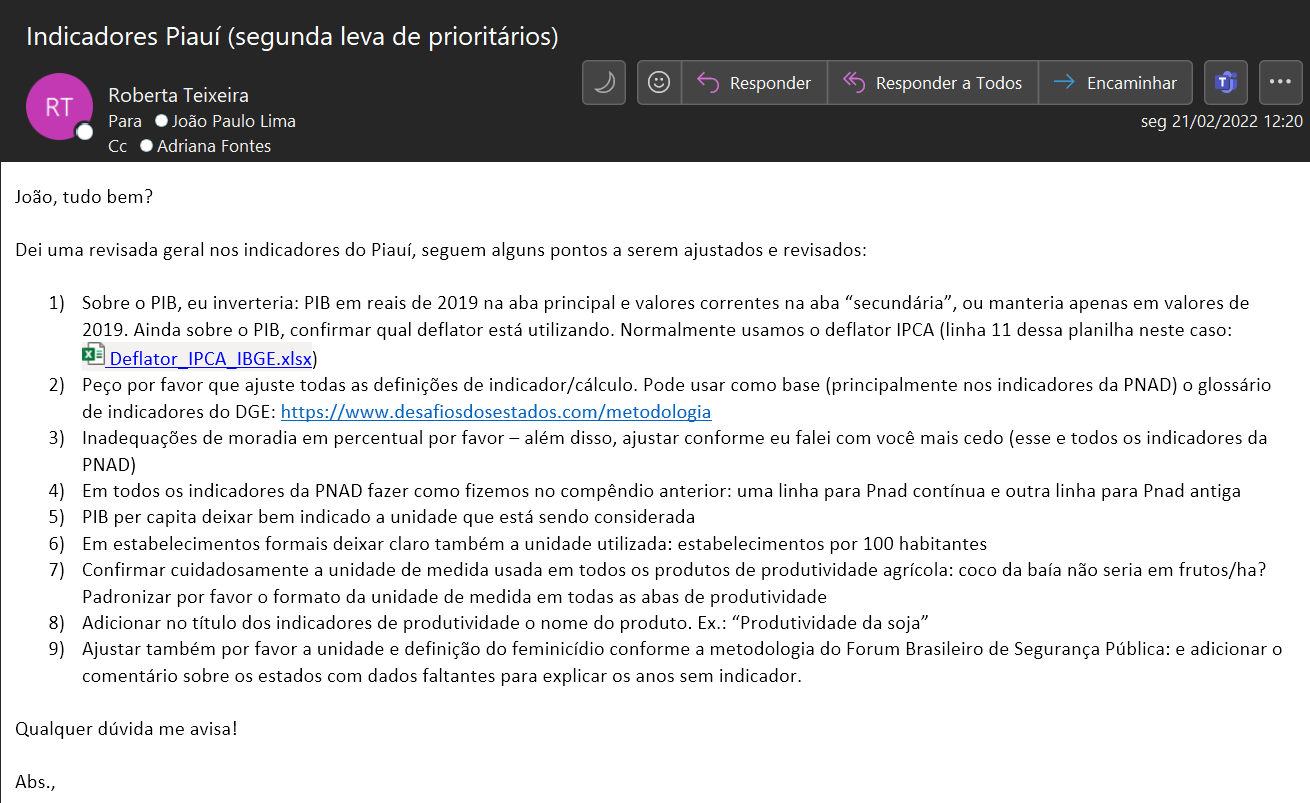 Indicadores Piauí (segunda leva de prioritários)
RT
Roberta Teixeira
Para João Paulo Lima
Cc Adriana Fontes
Responder
Responder a Todos
Encaminhar
seg 21/02/2022 12:20
João, tudo bem?
Dei uma revisada geral nos indicadores do Piauí, seguem alguns pontos a serem ajustados e revisados:
1) Sobre o PIB, eu inverteria: PIB em reais de 2019 na aba principal e valores correntes na aba “secundária”, ou manteria apenas em valores de
2019. Ainda sobre o PIB, confirmar qual deflator está utilizando. Normalmente usamos o deflator IPCA (linha 11 dessa planilha neste caso:
Deflator_IPCA_IBGE.xlsx)
2) Peço por favor que ajuste todas as definições de indicador/cálculo. Pode usar como base (principalmente nos indicadores da PNAD) o glossário
de indicadores do DGE: https://www.desafiosdosestados.com/metodologia
3) Inadequações de moradia em percentual por favor – além disso, ajustar conforme eu falei com você mais cedo (esse e todos os indicadores da
PNAD)
4) Em todos os indicadores da PNAD fazer como fizemos no compêndio anterior: uma linha para Pnad contínua e outra linha para Pnad antiga
5) PIB per capita deixar bem indicado a unidade que está sendo considerada
6) Em estabelecimentos formais deixar claro também a unidade utilizada: estabelecimentos por 100 habitantes
7) Confirmar cuidadosamente a unidade de medida usada em todos os produtos de produtividade agrícola: coco da baía não seria em frutos/ha?
Padronizar por favor o formato da unidade de medida em todas as abas de produtividade
8) Adicionar no título dos indicadores de produtividade o nome do produto. Ex.: “Produtividade da soja”
9) Ajustar também por favor a unidade e definição do feminicídio conforme a metodologia do Forum Brasileiro de Segurança Pública: e adicionar o
comentário sobre os estados com dados faltantes para explicar os anos sem indicador.
Qualquer dúvida me avisa!
Abs.,